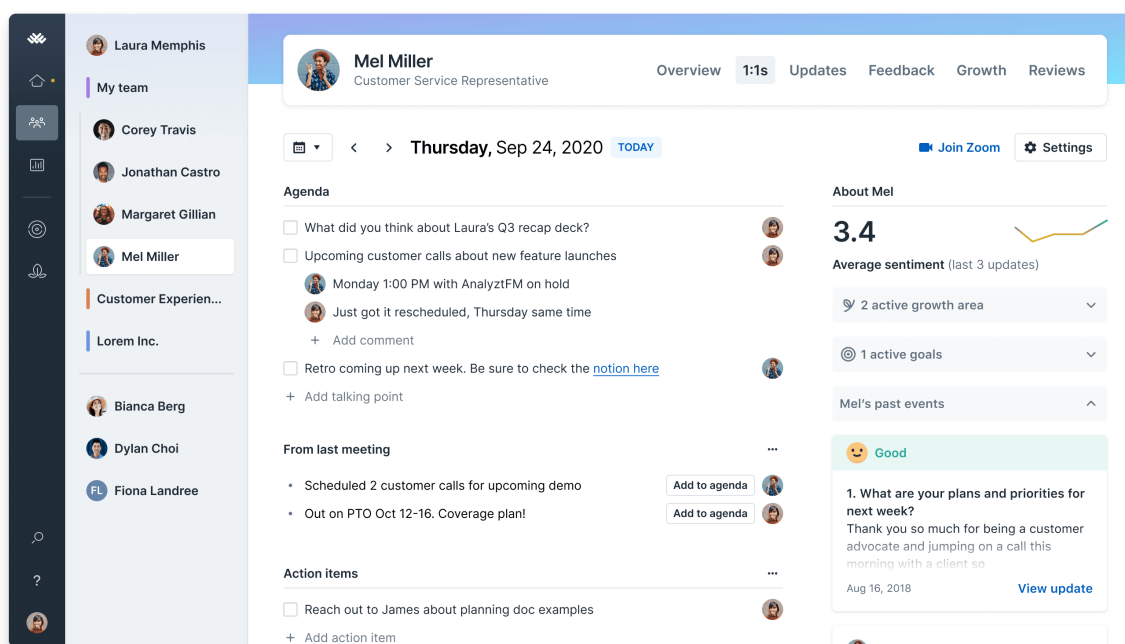 Laura Memphis
My team
Corey Travis
Jonathan Castro
Margaret Gillian
Mel Miller
Customer Experien...
Lorem Inc.
Bianca Berg
Dylan Choi
FL Fiona Landree
?
Mel Miller
Customer Service Representative
Overview 1:1s Updates Feedback Growth Reviews
Thursday, Sep 24, 2020 TODAY
Join Zoom Settings
Agenda
What did you think about Laura’s Q3 recap deck?
Upcoming customer calls about new feature launches
Monday 1:00 PM with AnalyztFM on hold
Just got it rescheduled, Thursday same time
+ Add comment
Retro coming up next week. Be sure to check the notion here
+ Add talking point
From last meeting
• Scheduled 2 customer calls for upcoming demo Add to agenda
• Out on PTO Oct 12-16. Coverage plan! Add to agenda
Action items
Reach out to James about planning doc examples
+ Add action item
About Mel
3.4
Average sentiment (last 3 updates)
2 active growth area
1 active goals
Mel’s past events
Good
1. What are your plans and priorities for
next week?
Thank you so much for being a customer
advocate and jumping on a call this
morning with a client so
Aug 16, 2018 View update